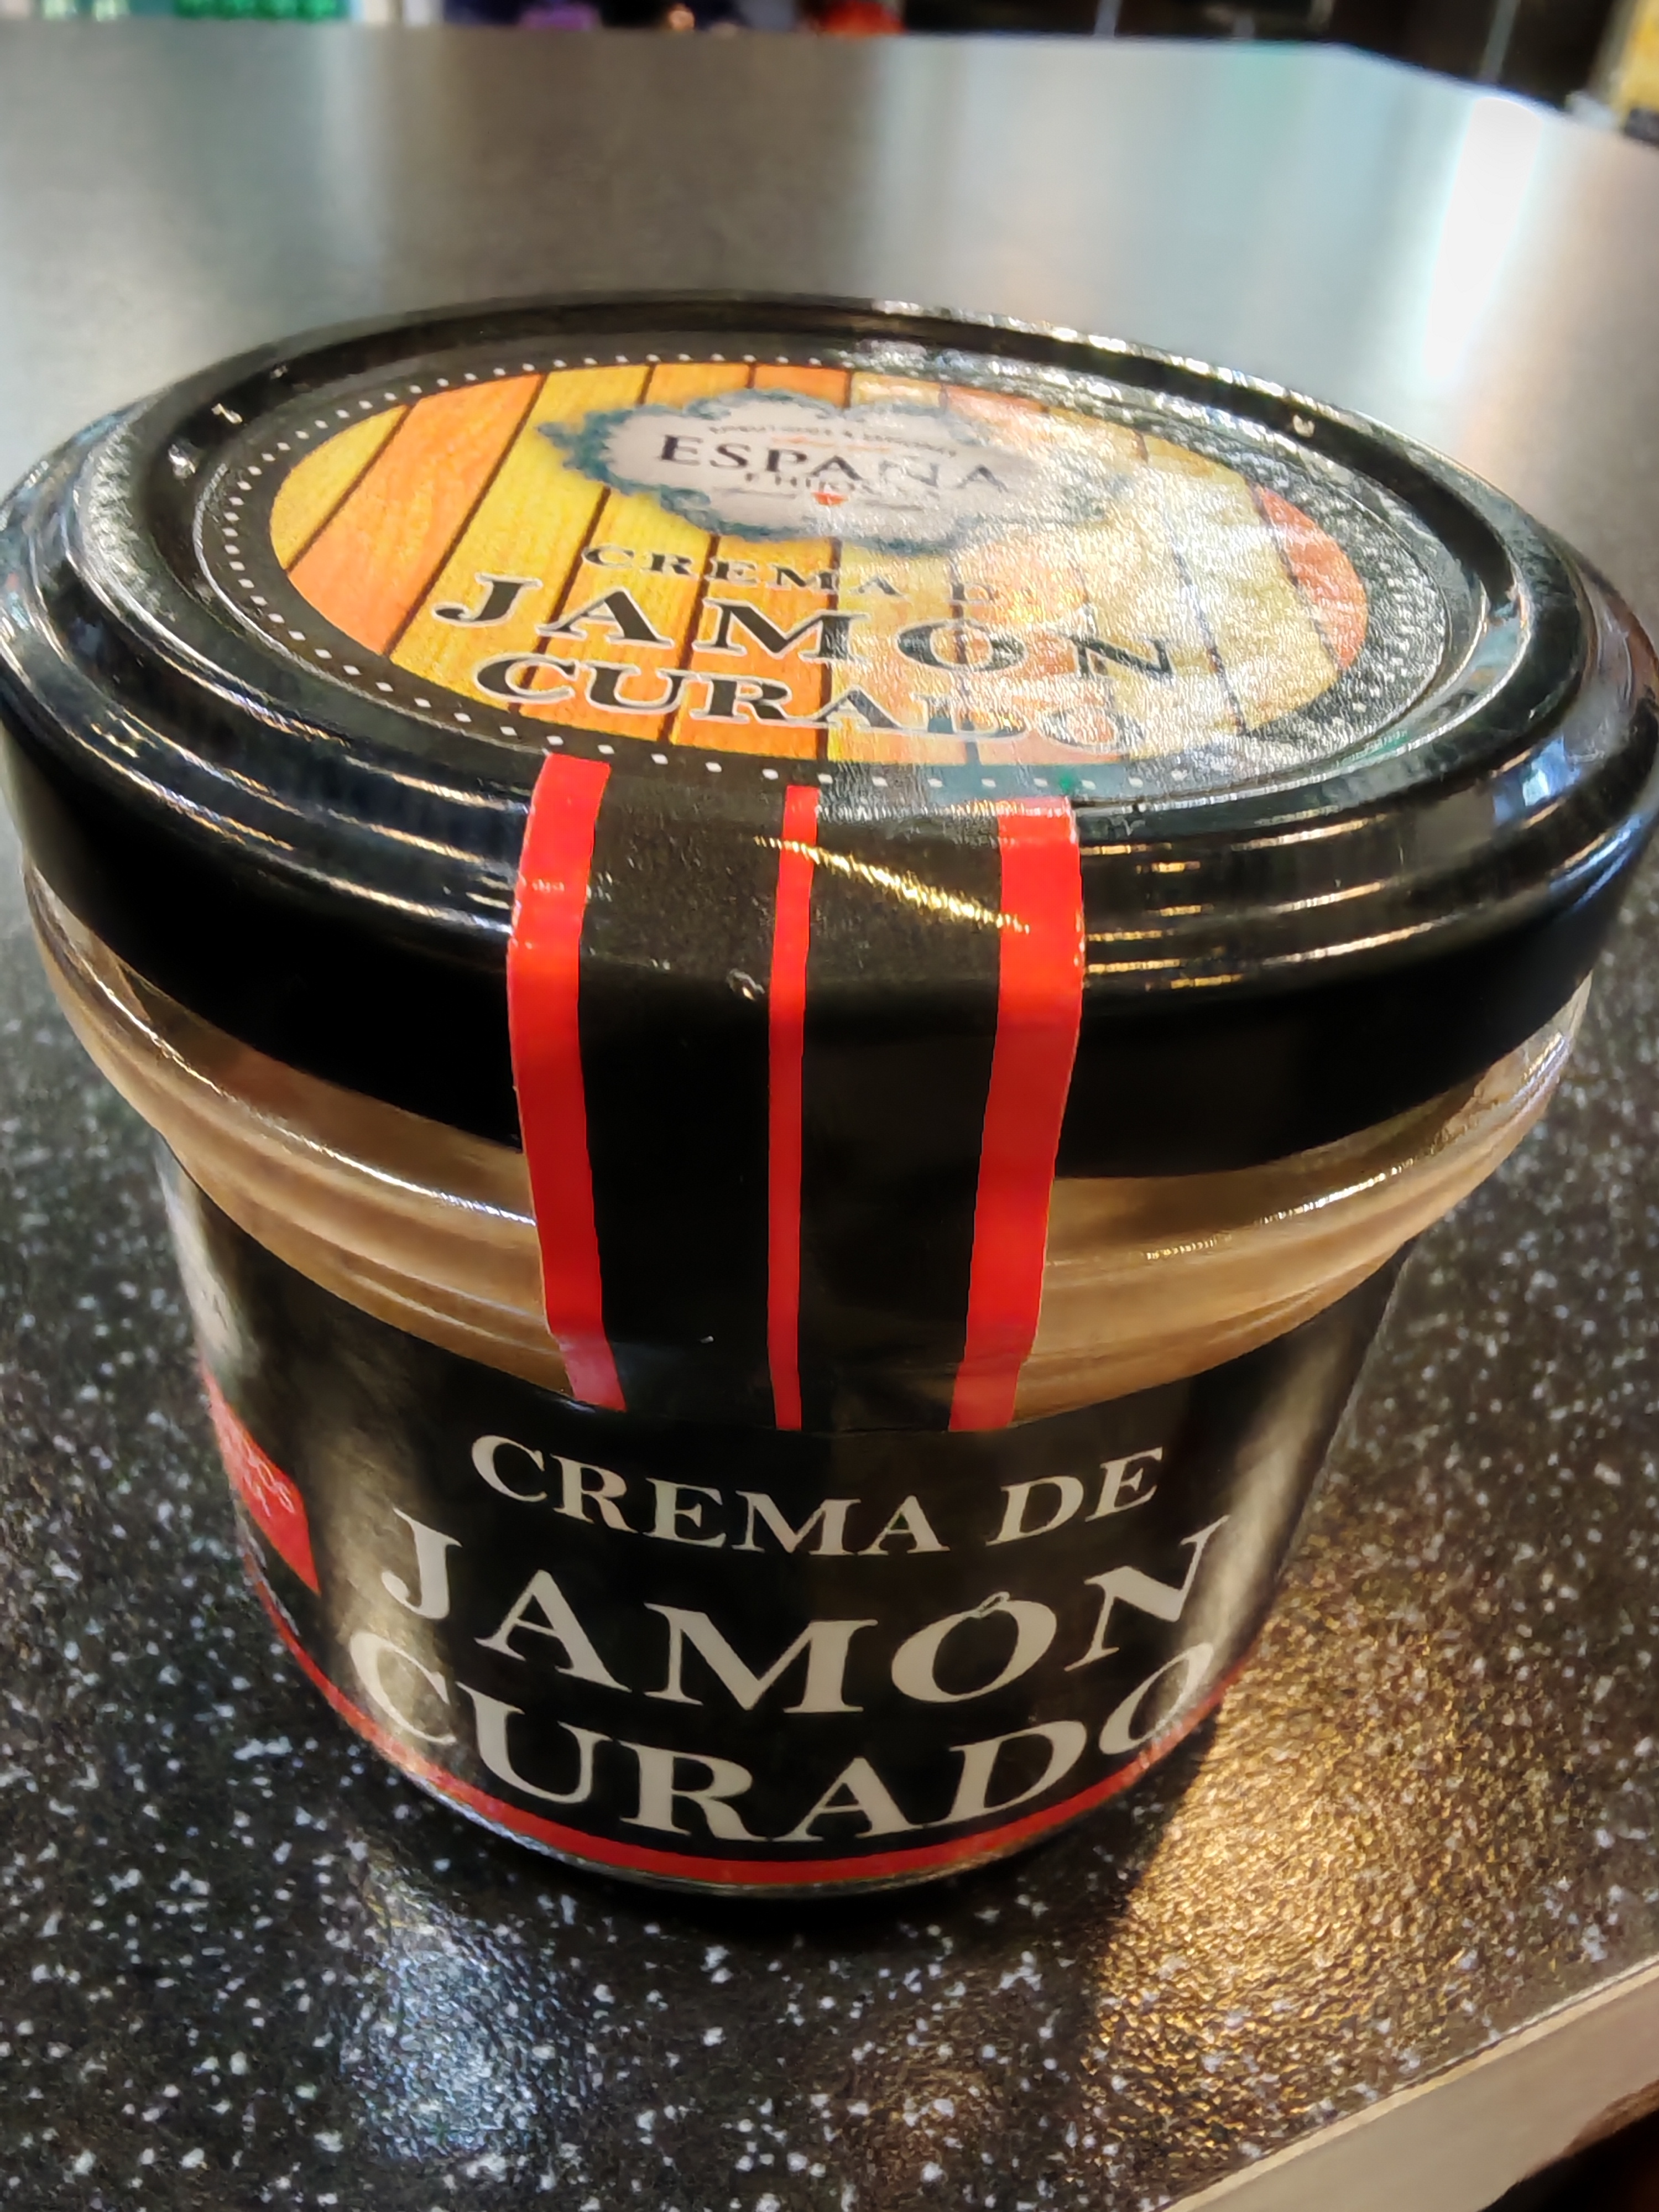 ESPAÑA
CREMA DE
JAMÓN
CURADO
CREMA DE
JAMÓN
CURADO